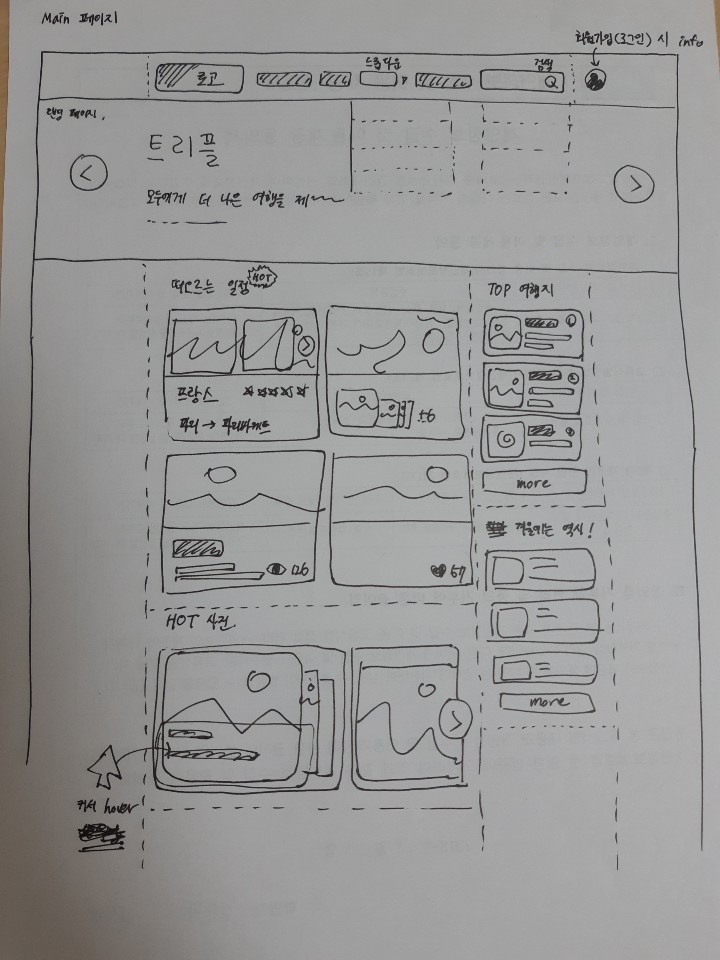 Main 페이지
회원가입(로그인) 시 info
드롭다운
검색
로고
랜딩 페이지.
트리플
모두에게 더 나은 여행을 제
떠오르는 일정 HOT
TOP 여행지
프랑스
파리 → 파리바게트
+6
more
겨울에는 역시!
126
67
HOT 사진
more
커서 hover